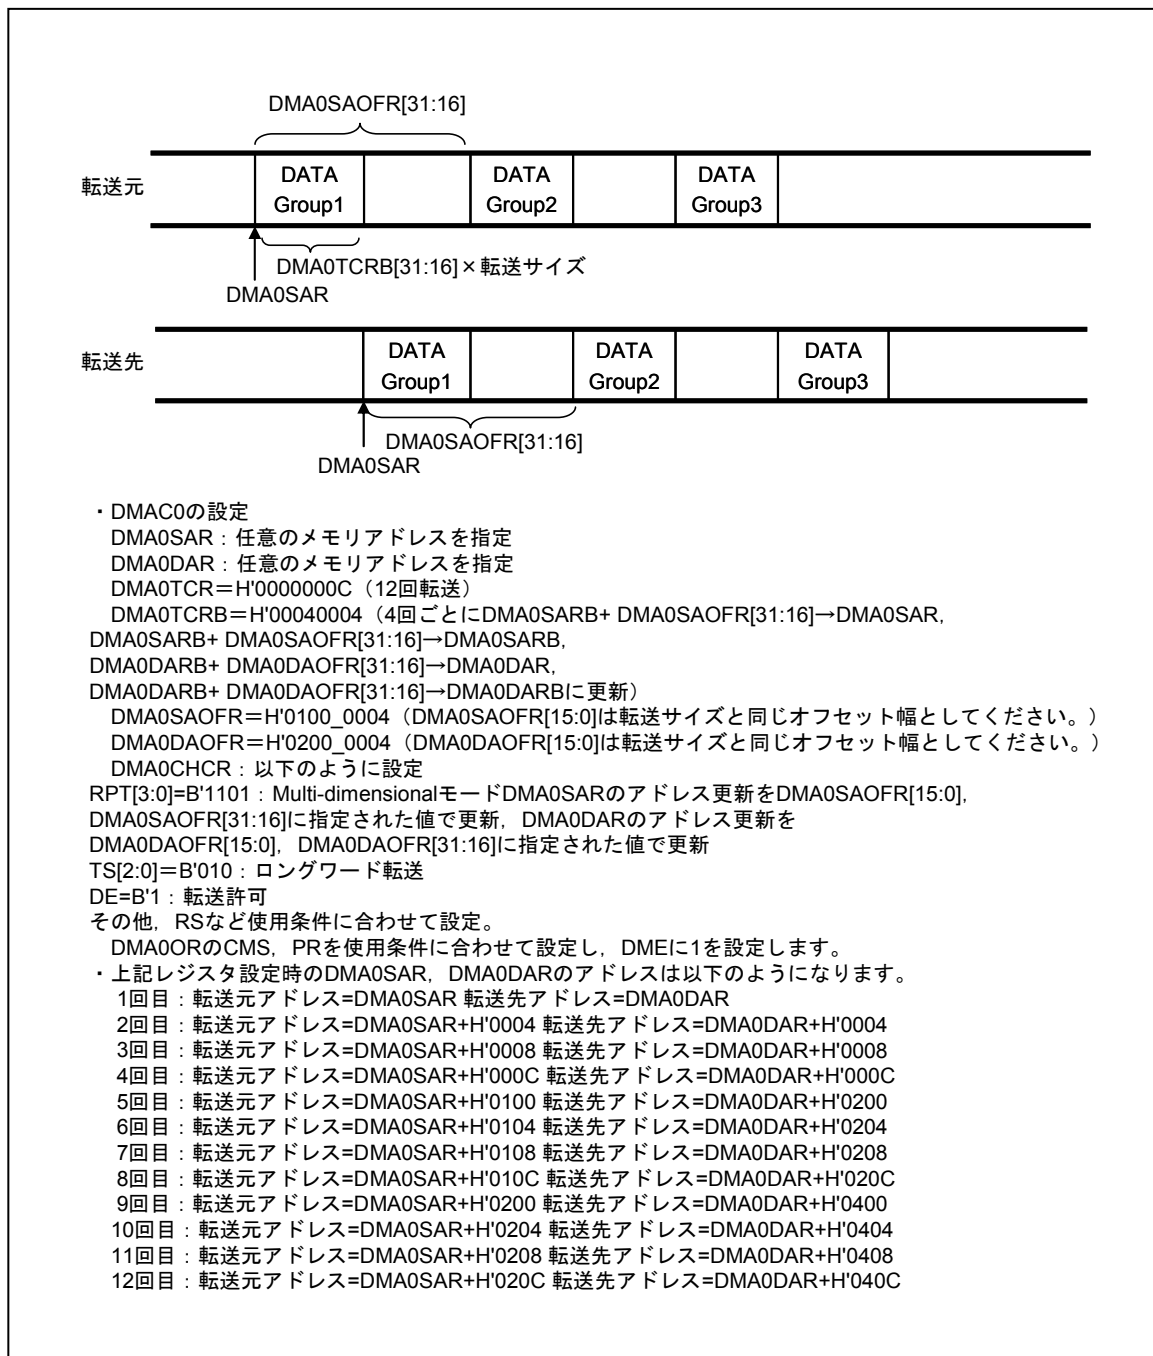 DMA0SAOFR[31:16]
転送元
DATA Group1
DATA Group2
DATA Group3
DMA0TCRB[31:16]×転送サイズ
DMA0SAR
転送先
DATA Group1
DATA Group2
DATA Group3
DMA0SAOFR[31:16]
DMA0SAR
・DMAC0の設定
DMA0SAR：任意のメモリアドレスを指定
DMA0DAR：任意のメモリアドレスを指定
DMA0TCR＝H'0000000C（12回転送）
DMA0TCRB＝H'00040004（4回ごとにDMA0SARB+ DMA0SAOFR[31:16]→DMA0SAR,
DMA0SARB+ DMA0SAOFR[31:16]→DMA0SARB,
DMA0DARB+ DMA0DAOFR[31:16]→DMA0DAR,
DMA0DARB+ DMA0DAOFR[31:16]→DMA0DARBに更新）
DMA0SAOFR＝H'0100_0004（DMA0SAOFR[15:0]は転送サイズと同じオフセット幅としてください。）
DMA0DAOFR＝H'0200_0004（DMA0DAOFR[15:0]は転送サイズと同じオフセット幅としてください。）
DMA0CHCR：以下のように設定
RPT[3:0]=B'1101：Multi-dimensionalモードDMA0SARのアドレス更新をDMA0SAOFR[15:0],
DMA0SAOFR[31:16]に指定された値で更新，DMA0DARのアドレス更新を
DMA0DAOFR[15:0]，DMA0DAOFR[31:16]に指定された値で更新
TS[2:0]＝B'010：ロングワード転送
DE=B'1：転送許可
その他，RSなど使用条件に合わせて設定。
DMA0ORのCMS，PRを使用条件に合わせて設定し，DMEに1を設定します。
・上記レジスタ設定時のDMA0SAR，DMA0DARのアドレスは以下のようになります。
1回目：転送元アドレス=DMA0SAR 転送先アドレス=DMA0DAR
2回目：転送元アドレス=DMA0SAR+H'0004 転送先アドレス=DMA0DAR+H'0004
3回目：転送元アドレス=DMA0SAR+H'0008 転送先アドレス=DMA0DAR+H'0008
4回目：転送元アドレス=DMA0SAR+H'000C 転送先アドレス=DMA0DAR+H'000C
5回目：転送元アドレス=DMA0SAR+H'0100 転送先アドレス=DMA0DAR+H'0200
6回目：転送元アドレス=DMA0SAR+H'0104 転送先アドレス=DMA0DAR+H'0204
7回目：転送元アドレス=DMA0SAR+H'0108 転送先アドレス=DMA0DAR+H'0208
8回目：転送元アドレス=DMA0SAR+H'010C 転送先アドレス=DMA0DAR+H'020C
9回目：転送元アドレス=DMA0SAR+H'0200 転送先アドレス=DMA0DAR+H'0400
10回目：転送元アドレス=DMA0SAR+H'0204 転送先アドレス=DMA0DAR+H'0404
11回目：転送元アドレス=DMA0SAR+H'0208 転送先アドレス=DMA0DAR+H'0408
12回目：転送元アドレス=DMA0SAR+H'020C 転送先アドレス=DMA0DAR+H'040C